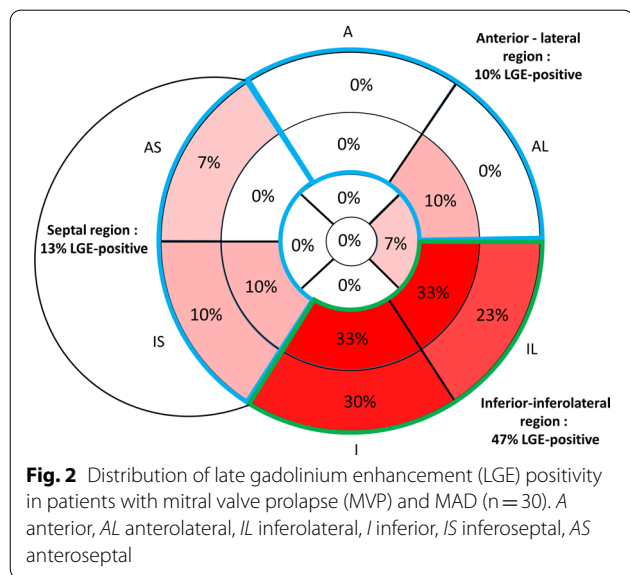 A
Anterior - lateral
region :
10% LGE-positive
0%
AS
AL
7%
0%
0%
0%
10%
0%
Septal region :
13% LGE-positive
0%
0%
7%
10%
0%
33%
10%
23%
33%
IS
IL
30%
Inferior-inferolateral
region :
47% LGE-positive
I
Fig. 2 Distribution of late gadolinium enhancement (LGE) positivity
in patients with mitral valve prolapse (MVP) and MAD (n = 30). A
anterior, AL anterolateral, IL inferolateral, I inferior, IS inferoseptal, AS
anteroseptal